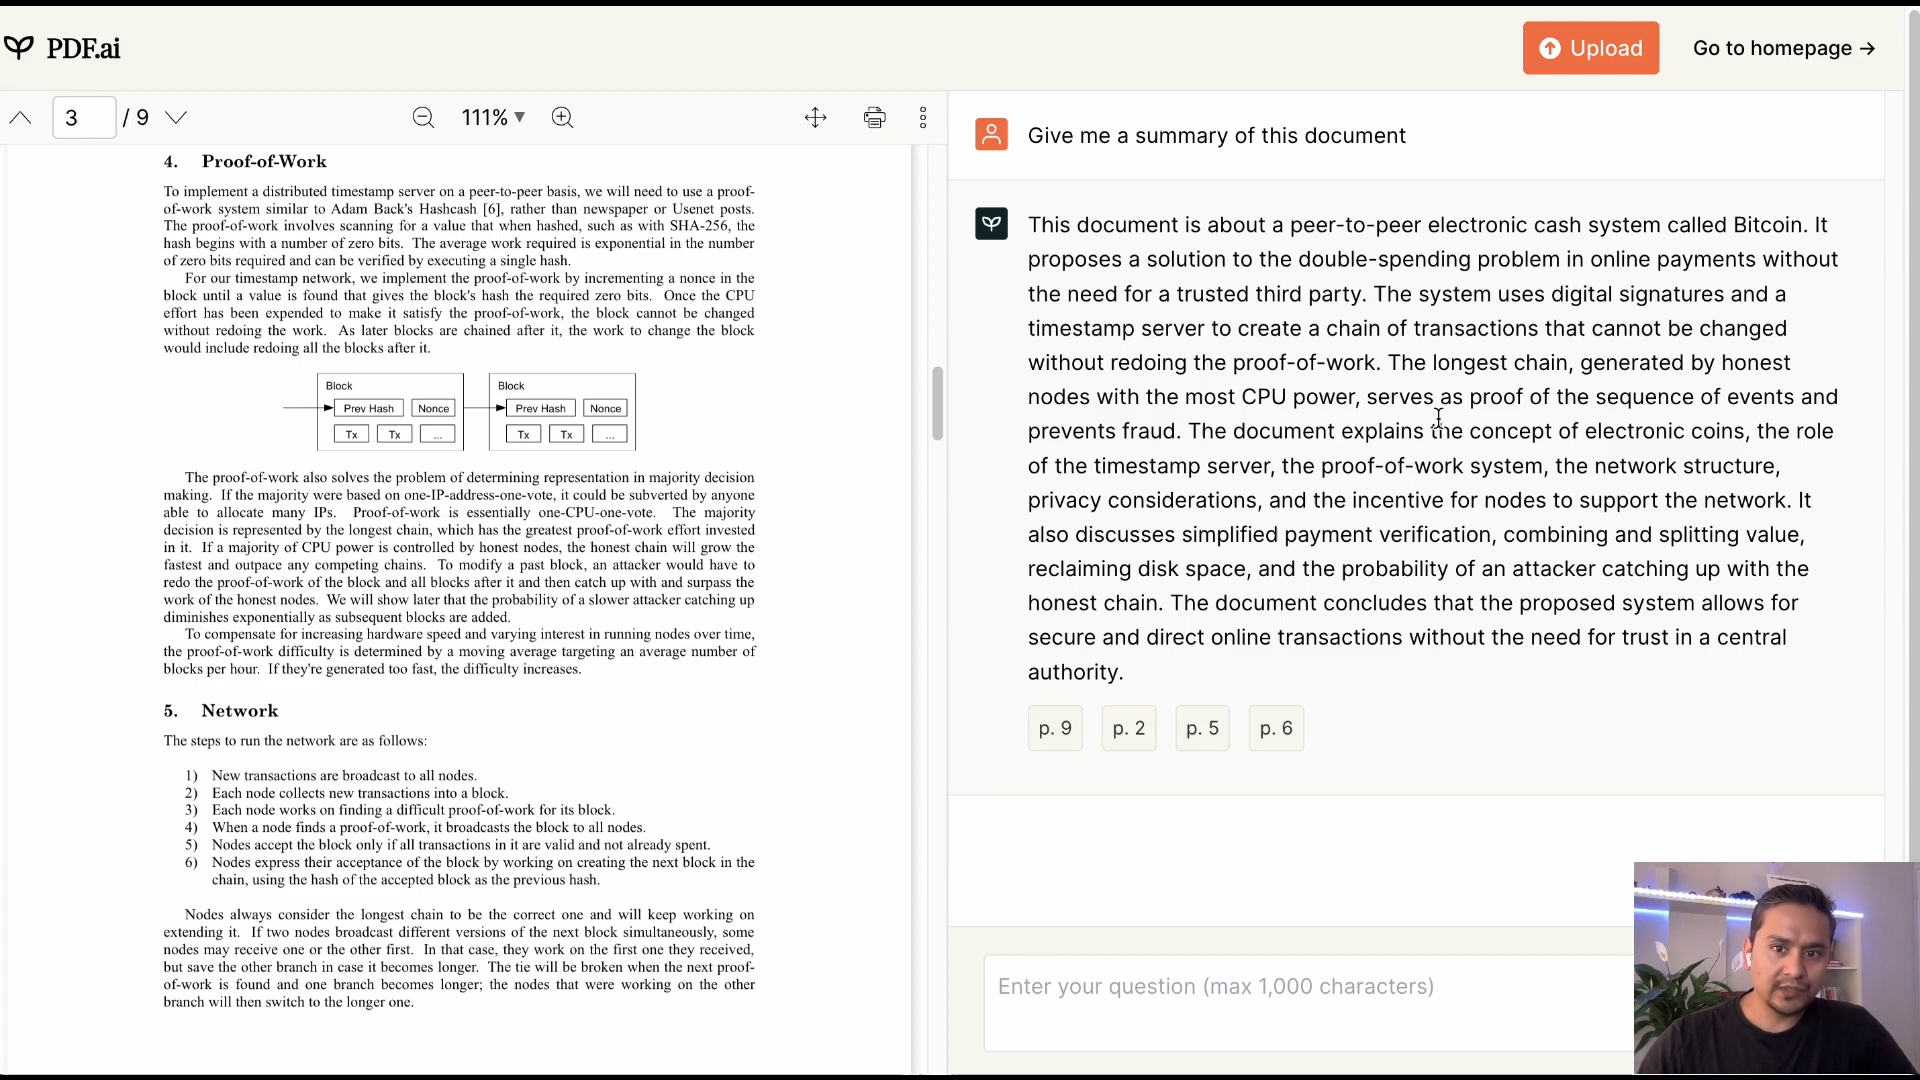 PDF.ai
Upload
Go to homepage →
3 / 9
111% ▼
4. Proof-of-Work
To implement a distributed timestamp server on a peer-to-peer basis, we will need to use a proof-
of-work system similar to Adam Back's Hashcash [6], rather than newspaper or Usenet posts.
The proof-of-work involves scanning for a value that when hashed, such as with SHA-256, the
hash begins with a number of zero bits. The average work required is exponential in the number
of zero bits required and can be verified by executing a single hash.
For our timestamp network, we implement the proof-of-work by incrementing a nonce in the
block until a value is found that gives the block's hash the required zero bits. Once the CPU
effort has been expended to make it satisfy the proof-of-work, the block cannot be changed
without redoing the work. As later blocks are chained after it, the work to change the block
would include redoing all the blocks after it.
Block Block
Prev Hash Nonce Prev Hash Nonce
Tx Tx ... Tx Tx ...
The proof-of-work also solves the problem of determining representation in majority decision
making. If the majority were based on one-IP-address-one-vote, it could be subverted by anyone
able to allocate many IPs. Proof-of-work is essentially one-CPU-one-vote. The majority
decision is represented by the longest chain, which has the greatest proof-of-work effort invested
in it. If a majority of CPU power is controlled by honest nodes, the honest chain will grow the
fastest and outpace any competing chains. To modify a past block, an attacker would have to
redo the proof-of-work of the block and all blocks after it and then catch up with and surpass the
work of the honest nodes. We will show later that the probability of a slower attacker catching up
diminishes exponentially as subsequent blocks are added.
To compensate for increasing hardware speed and varying interest in running nodes over time,
the proof-of-work difficulty is determined by a moving average targeting an average number of
blocks per hour. If they're generated too fast, the difficulty increases.
5. Network
The steps to run the network are as follows:
1) New transactions are broadcast to all nodes.
2) Each node collects new transactions into a block.
3) Each node works on finding a difficult proof-of-work for its block.
4) When a node finds a proof-of-work, it broadcasts the block to all nodes.
5) Nodes accept the block only if all transactions in it are valid and not already spent.
6) Nodes express their acceptance of the block by working on creating the next block in the
chain, using the hash of the accepted block as the previous hash.
Nodes always consider the longest chain to be the correct one and will keep working on
extending it. If two nodes broadcast different versions of the next block simultaneously, some
nodes may receive one or the other first. In that case, they work on the first one they received,
but save the other branch in case it becomes longer. The tie will be broken when the next proof-
of-work is found and one branch becomes longer; the nodes that were working on the other
branch will then switch to the longer one.
Give me a summary of this document
This document is about a peer-to-peer electronic cash system called Bitcoin. It
proposes a solution to the double-spending problem in online payments without
the need for a trusted third party. The system uses digital signatures and a
timestamp server to create a chain of transactions that cannot be changed
without redoing the proof-of-work. The longest chain, generated by honest
nodes with the most CPU power, serves as proof of the sequence of events and
prevents fraud. The document explains the concept of electronic coins, the role
of the timestamp server, the proof-of-work system, the network structure,
privacy considerations, and the incentive for nodes to support the network. It
also discusses simplified payment verification, combining and splitting value,
reclaiming disk space, and the probability of an attacker catching up with the
honest chain. The document concludes that the proposed system allows for
secure and direct online transactions without the need for trust in a central
authority.
p. 9 p. 2 p. 5 p. 6
Enter your question (max 1,000 characters)